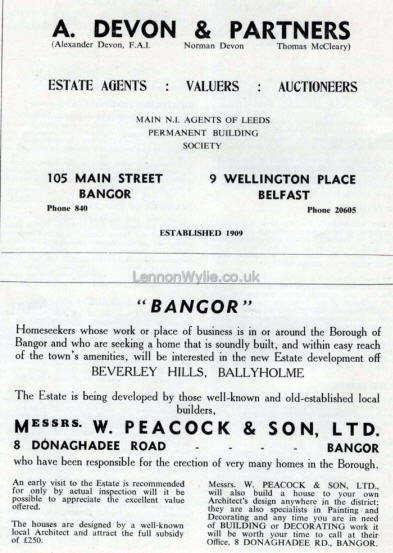 A. DEVON & PARTNERS
(Alexander Devon, F.A.I. Norman Devon Thomas McCleary)
ESTATE AGENTS : VALUERS : AUCTIONEERS
MAIN N.I. AGENTS OF LEEDS
PERMANENT BUILDING
SOCIETY
105 MAIN STREET
BANGOR
Phone 840
9 WELLINGTON PLACE
BELFAST
Phone 20605
ESTABLISHED 1909
LennonWylie.co.uk
"BANGOR"
Homeseekers whose work or place of business is in or around the Borough of
Bangor and who are seeking a home that is soundly built, and within easy reach
of the town's amenities, will be interested in the new Estate development off
BEVERLEY HILLS, BALLYHOLME
The Estate is being developed by those well-known and old-established local
builders,
MESSRS. W. PEACOCK & SON, LTD.
8 DONAGHADEE ROAD - - - - BANGOR
who have been responsible for the erection of very many homes in the Borough.
An early visit to the Estate is recommended
for only by actual inspection will it be
possible to appreciate the excellent value
offered.
The houses are designed by a well-known
local Architect and attract the full subsidy
of £250.
Messrs. W. PEACOCK & SON, LTD.,
will also build a house to your own
Architect's design anywhere in the district;
they are also specialists in Painting and
Decorating and any time you are in need
of BUILDING or DECORATING work it
will be worth your time to call at their
Office, 8 DONAGHADEE RD., BANGOR.